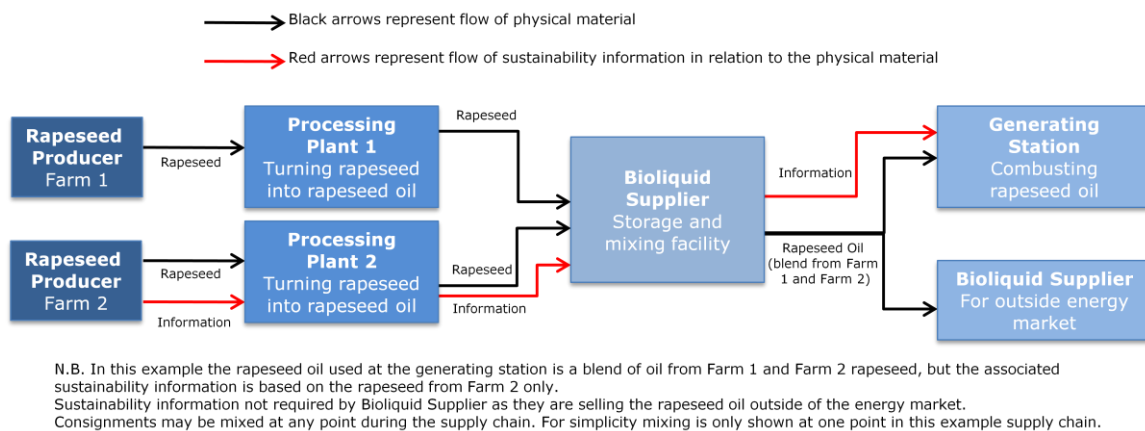 Black arrows represent flow of physical material
Red arrows represent flow of sustainability information in relation to the physical material
Rapeseed
Producer
Farm 1
Rapeseed
Processing
Plant 1
Turning rapeseed
into rapeseed oil
Rapeseed
Rapeseed
Producer
Farm 2
Rapeseed
Information
Processing
Plant 2
Turning rapeseed
into rapeseed oil
Rapeseed
Information
Bioliquid
Supplier
Storage and
mixing facility
Information
Rapeseed Oil
(blend from Farm
1 and Farm 2)
Generating
Station
Combusting
rapeseed oil
Bioliquid Supplier
For outside energy
market
N.B. In this example the rapeseed oil used at the generating station is a blend of oil from Farm 1 and Farm 2 rapeseed, but the associated
sustainability information is based on the rapeseed from Farm 2 only.
Sustainability information not required by Bioliquid Supplier as they are selling the rapeseed oil outside of the energy market.
Consignments may be mixed at any point during the supply chain. For simplicity mixing is only shown at one point in this example supply chain.